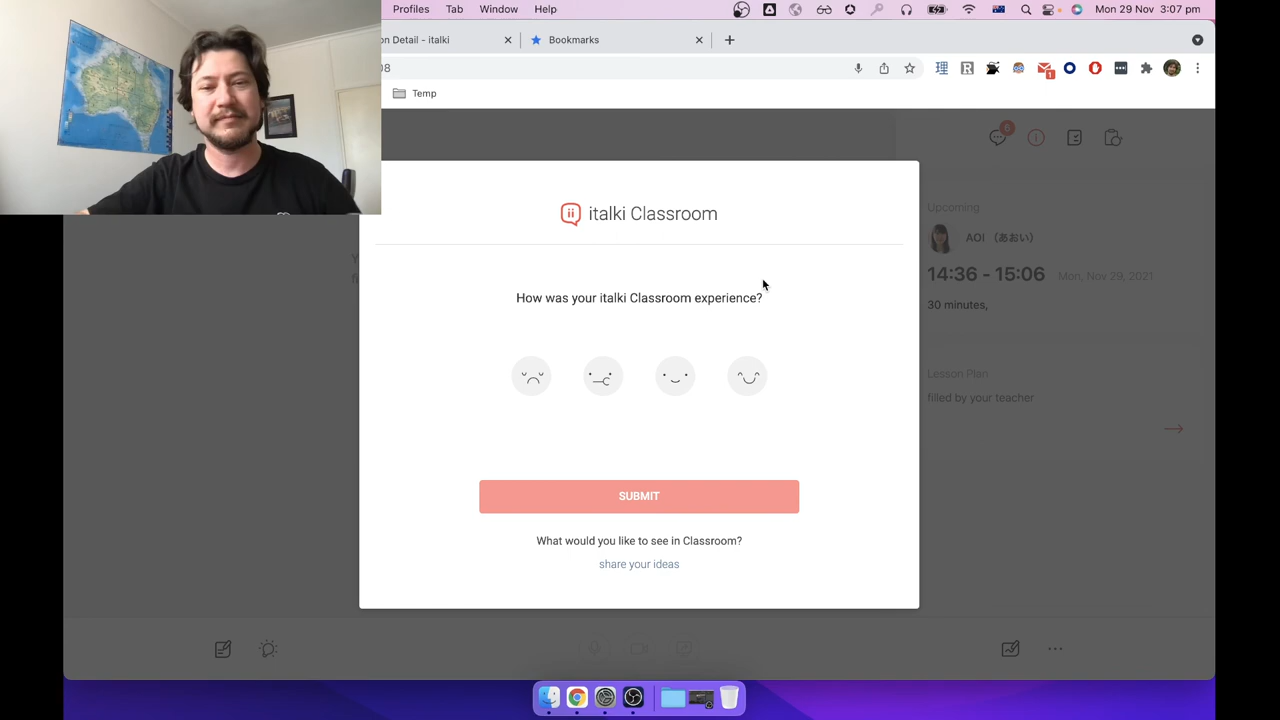 Profiles Tab Window Help Mon 29 Nov 3:07 pm
on Detail - italki
Bookmarks
08
Temp
1
6
italki Classroom
How was your italki Classroom experience?
SUBMIT
What would you like to see in Classroom?
share your ideas
Upcoming
AOI （あおい）
14:36 - 15:06 Mon, Nov 29, 2021
30 minutes,
Lesson Plan
filled by your teacher